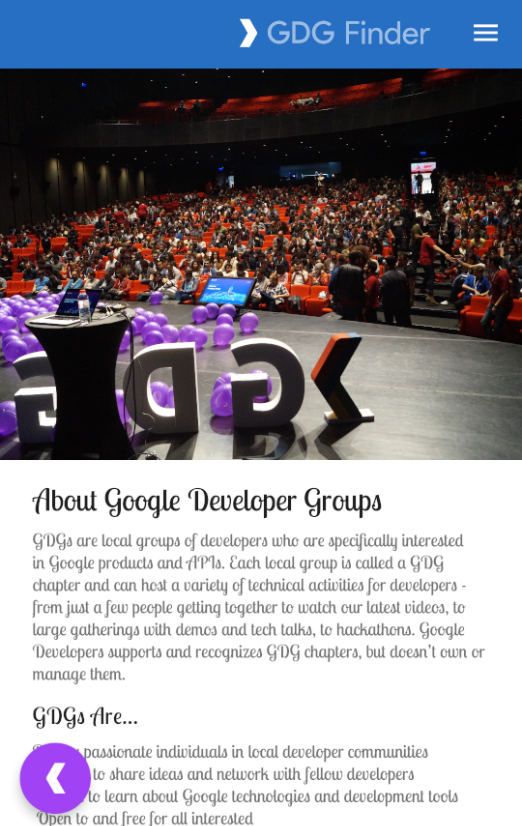 GDG Finder
GDG
About Google Developer Groups
GDGs are local groups of developers who are specifically interested
in Google products and APIs. Each local group is called a GDG
chapter and can host a variety of technical activities for developers -
from just a few people getting together to watch our latest videos, to
large gatherings with demos and tech talks, to hackathons. Google
Developers supports and recognizes GDG chapters, but doesn't own or
manage them.
GDGs Are...
passionate individuals in local developer communities
to share ideas and network with fellow developers
to learn about Google technologies and development tools
Open to and free for all interested